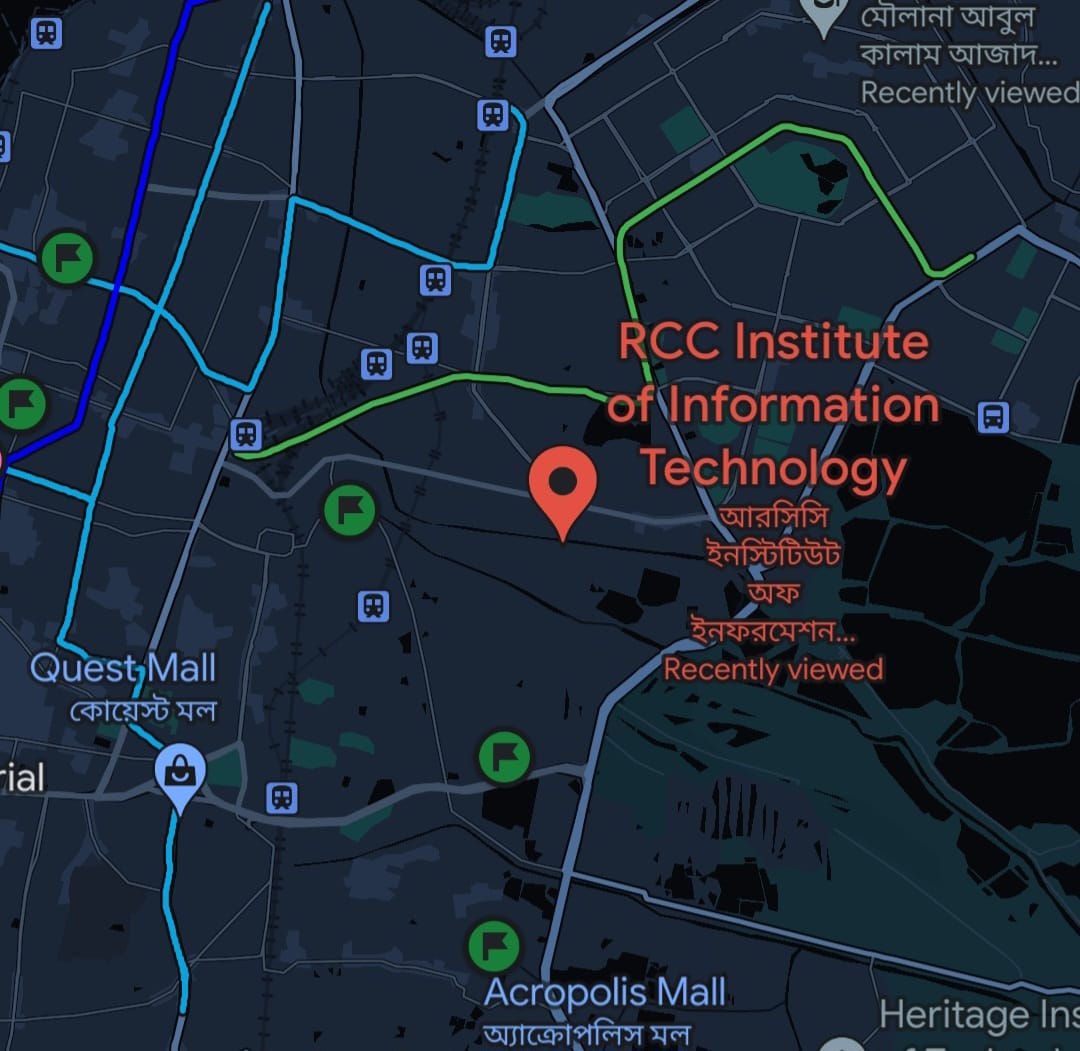 মৌলানা আবুল
কালাম আজাদ...
Recently viewed
RCC Institute
of Information
Technology
আরসিসি
ইনস্টিটিউট
অফ
ইনফরমেশন...
Recently viewed
Quest Mall
কোয়েস্ট মল
rial
Acropolis Mall
অ্যাক্রোপলিস মল
Heritage Ins